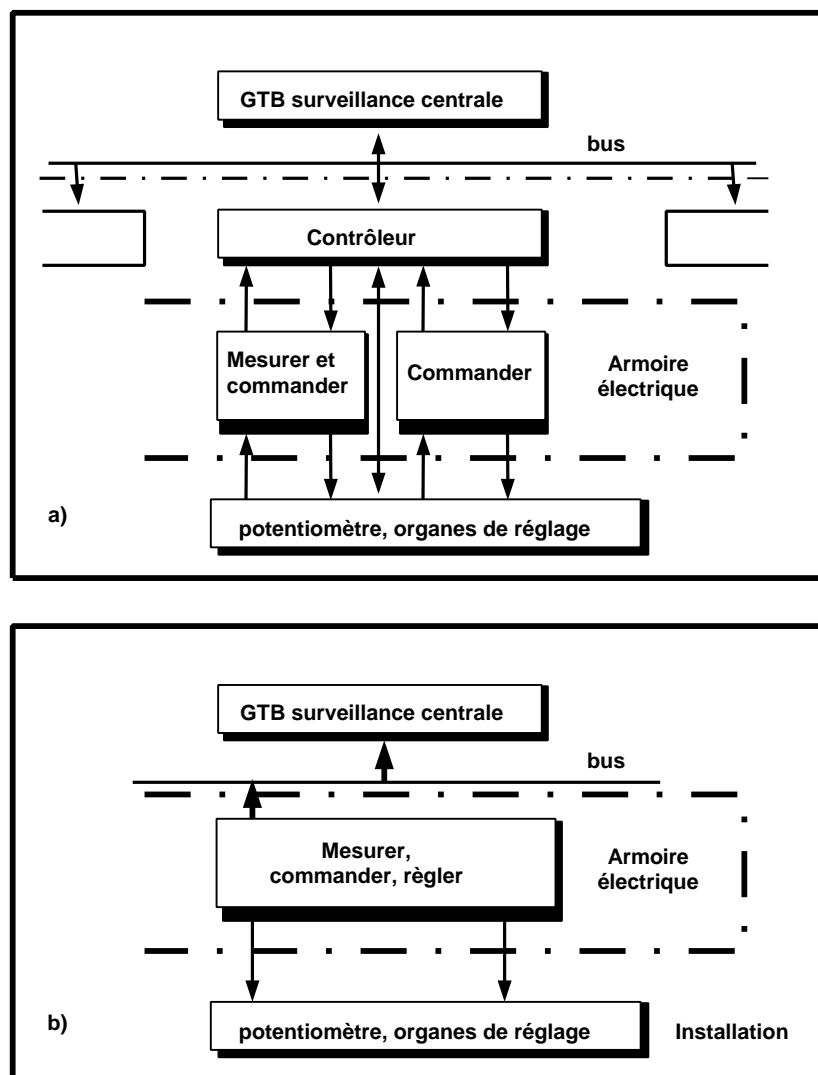 GTB surveillance centrale
bus
Contrôleur
Mesurer et
commander
Commander
Armoire
électrique
a)
potentiomètre, organes de réglage
GTB surveillance centrale
bus
Mesurer,
commander, règler
Armoire
électrique
b)
potentiomètre, organes de réglage
Installation